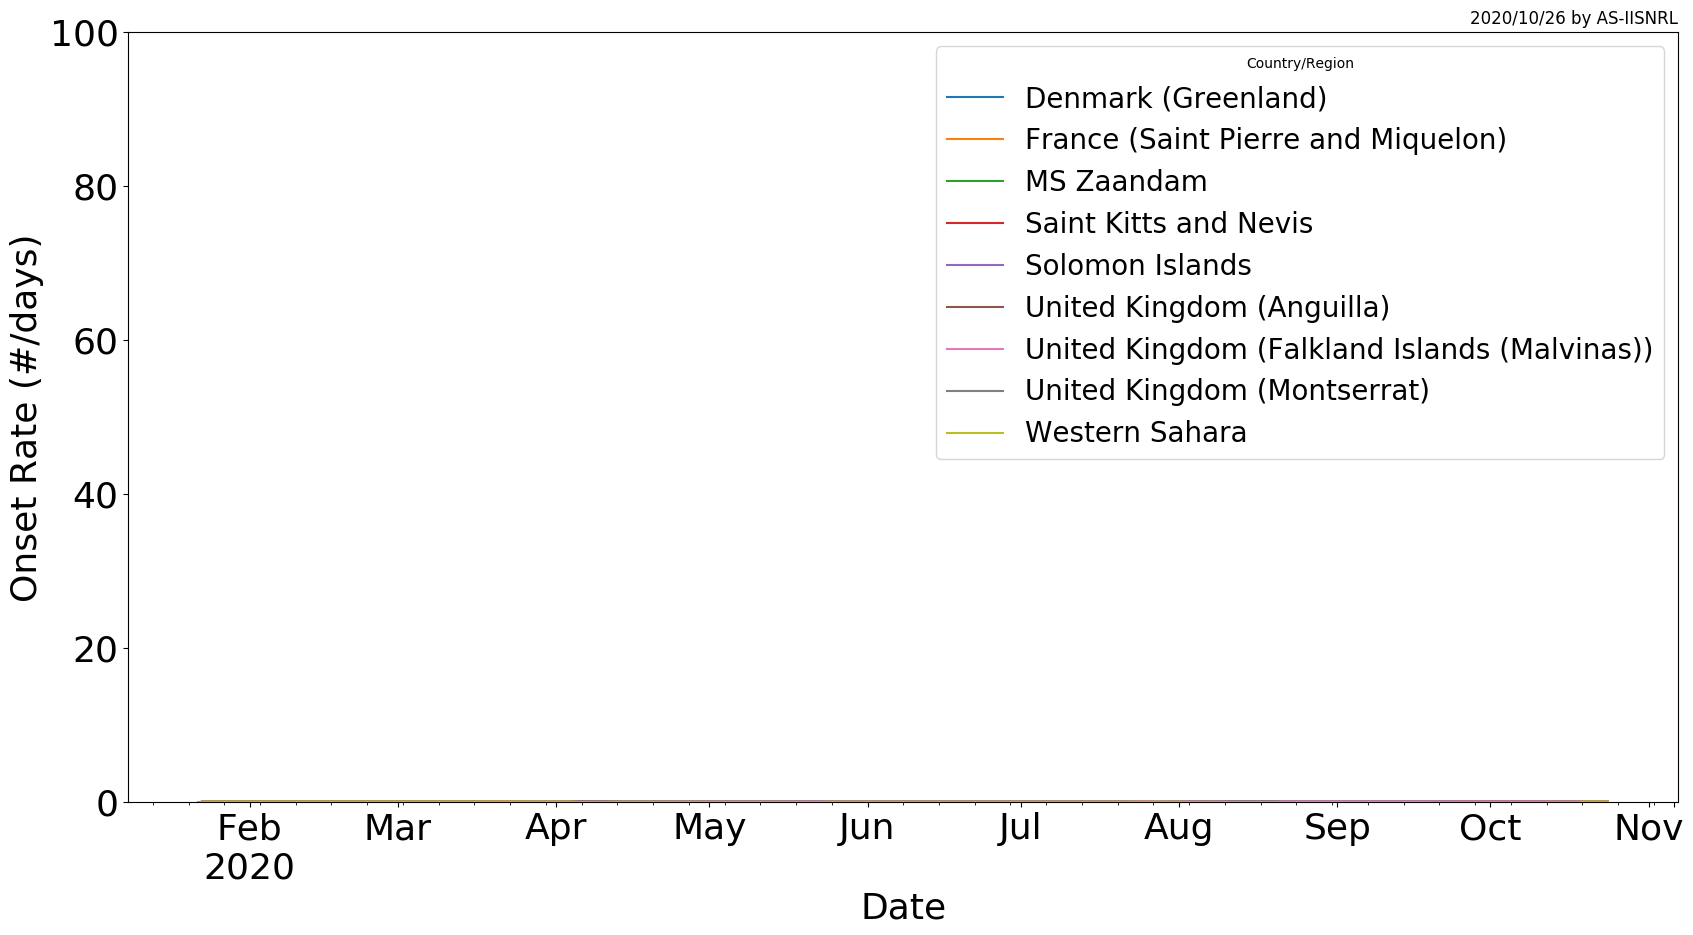 2020/10/26 by AS-IISNRL
100
80
60
40
20
0
Onset Rate (#/days)
Country/Region
Denmark (Greenland)
France (Saint Pierre and Miquelon)
MS Zaandam
Saint Kitts and Nevis
Solomon Islands
United Kingdom (Anguilla)
United Kingdom (Falkland Islands (Malvinas))
United Kingdom (Montserrat)
Western Sahara
Feb Mar Apr May Jun Jul Aug Sep Oct Nov
2020
Date